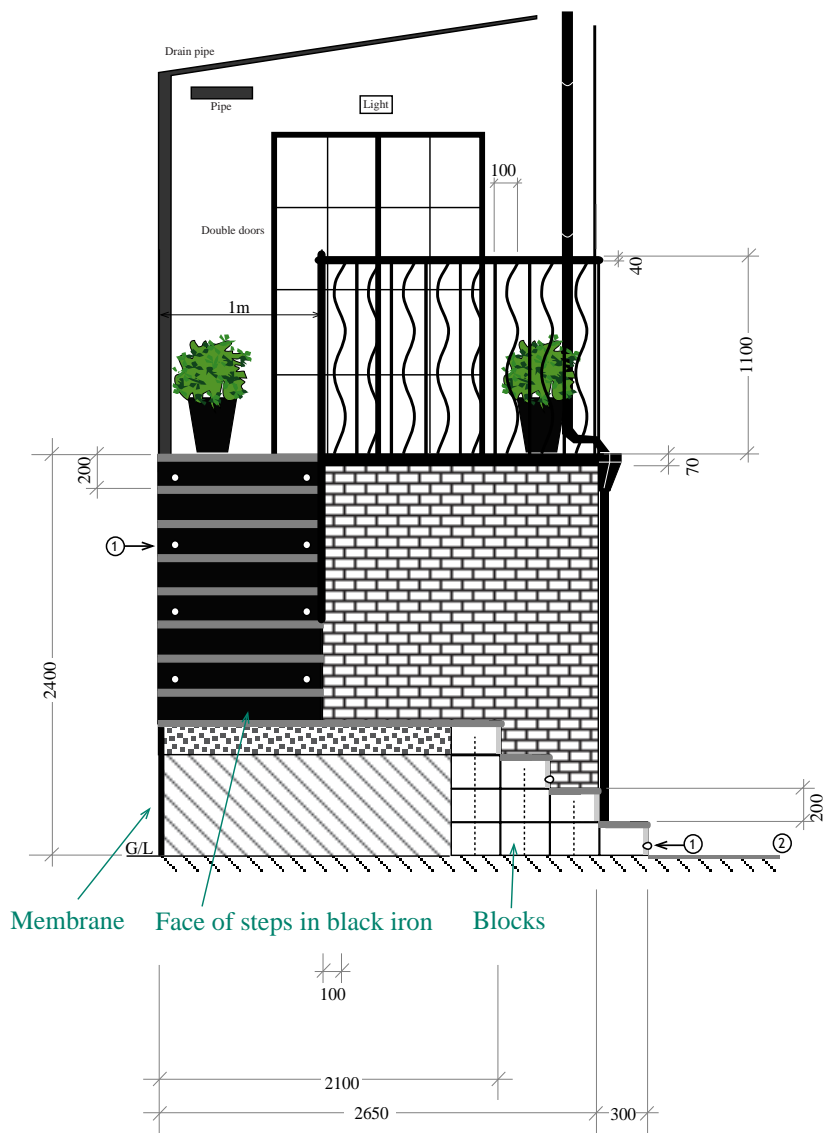 Drain pipe
Pipe
Light
100
Double doors
40
1m
1100
200
70
1
2400
200
G/L
1
2
Membrane
Face of steps in black iron
Blocks
100
2100
2650
300